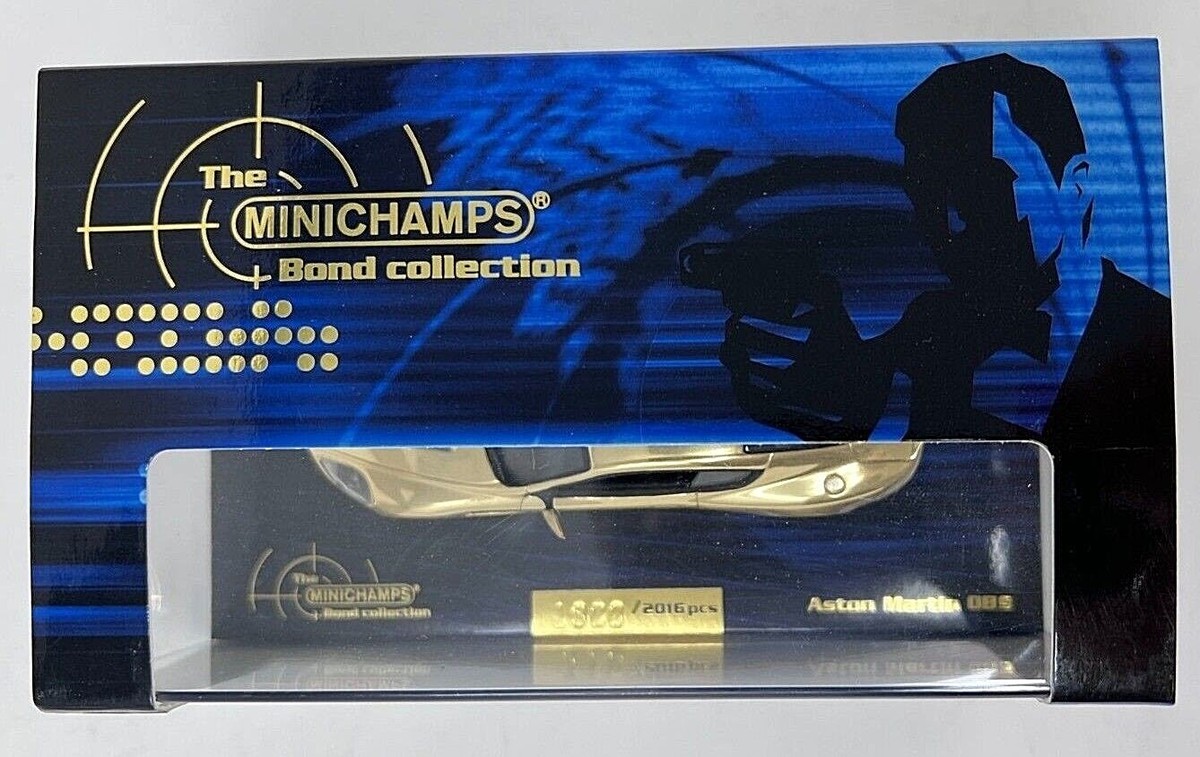 The
MINICHAMPS®
Bond collection
The
MINICHAMPS®
Bond collection
/2016 pcs
Aston Martin DBS